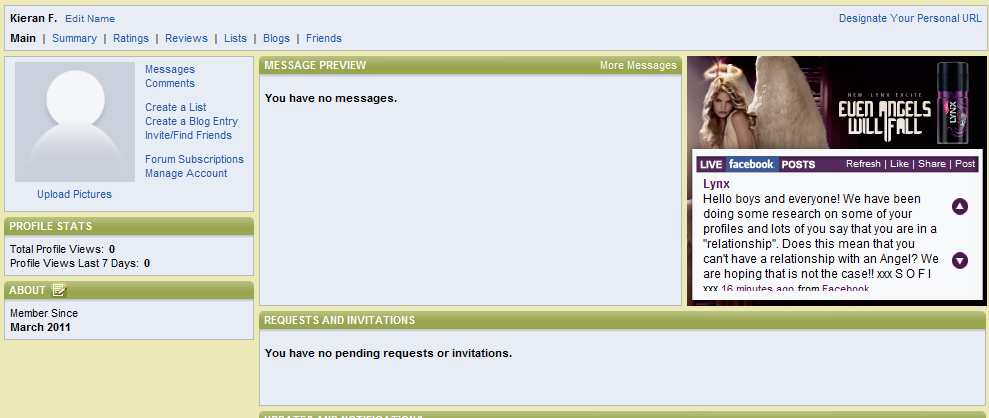 Kieran F. Edit Name
Designate Your Personal URL
Main | Summary | Ratings | Reviews | Lists | Blogs | Friends
Messages
Comments
Create a List
Create a Blog Entry
Invite/Find Friends
Forum Subscriptions
Manage Account
Upload Pictures
PROFILE STATS
Total Profile Views: 0
Profile Views Last 7 Days: 0
ABOUT
Member Since
March 2011
MESSAGE PREVIEW
More Messages
You have no messages.
NEW LYNX EXCITE
EVEN ANGELS
WILL FALL
LYNX
LIVE facebook POSTS
Refresh | Like | Share | Post
Lynx
Hello boys and everyone! We have been
doing some research on some of your
profiles and lots of you say that you are in a
"relationship". Does this mean that you
can't have a relationship with an Angel? We
are hoping that is not the case!! xxx S O F I
xxx 16 minutes ago from Facebook
REQUESTS AND INVITATIONS
You have no pending requests or invitations.
UPDATES AND NOTIFICATIONS